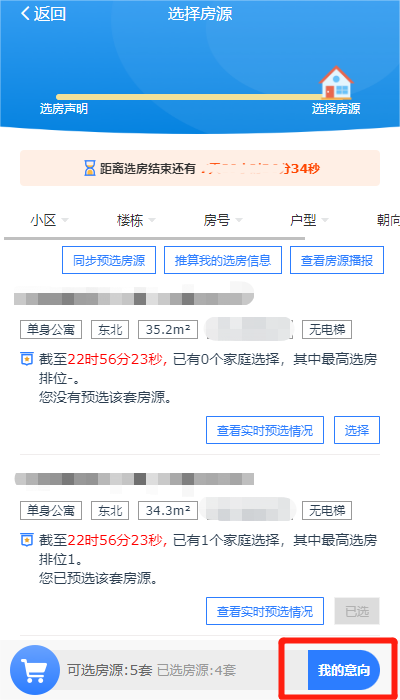 返回
选择房源
选房声明
选择房源
距离选房结束还有
分34秒
小区
楼栋
房号
户型
朝向
同步预选房源
推算我的选房信息
查看房源播报
单身公寓
东北
35.2m²
无电梯
截至22时56分23秒，已有0个家庭选择，其中最高选房
排位-。
您没有预选该套房源。
查看实时预选情况
选择
单身公寓
东北
34.3m²
无电梯
截至22时56分23秒，已有1个家庭选择，其中最高选房
排位1。
您已预选该套房源。
查看实时预选情况
已选
可选房源:5套 已选房源:4套
我的意向